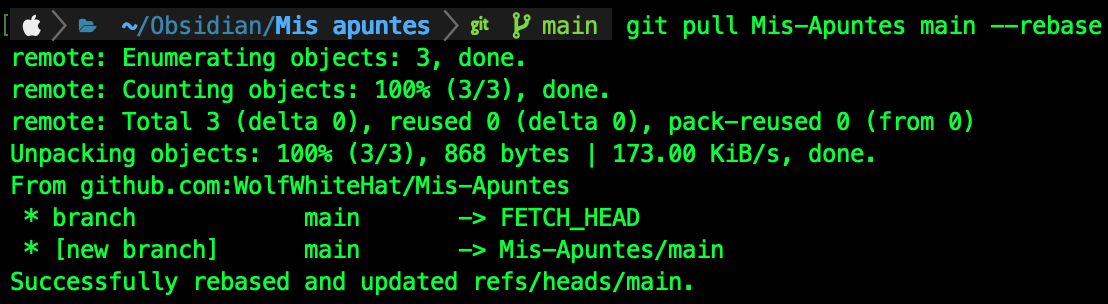 ~/Obsidian/Mis apuntes git main git pull Mis-Apuntes main --rebase
remote: Enumerating objects: 3, done.
remote: Counting objects: 100% (3/3), done.
remote: Total 3 (delta 0), reused 0 (delta 0), pack-reused 0 (from 0)
Unpacking objects: 100% (3/3), 868 bytes | 173.00 KiB/s, done.
From github.com:WolfWhiteHat/Mis-Apuntes
 * branch            main       -> FETCH_HEAD
 * [new branch]      main       -> Mis-Apuntes/main
Successfully rebased and updated refs/heads/main.